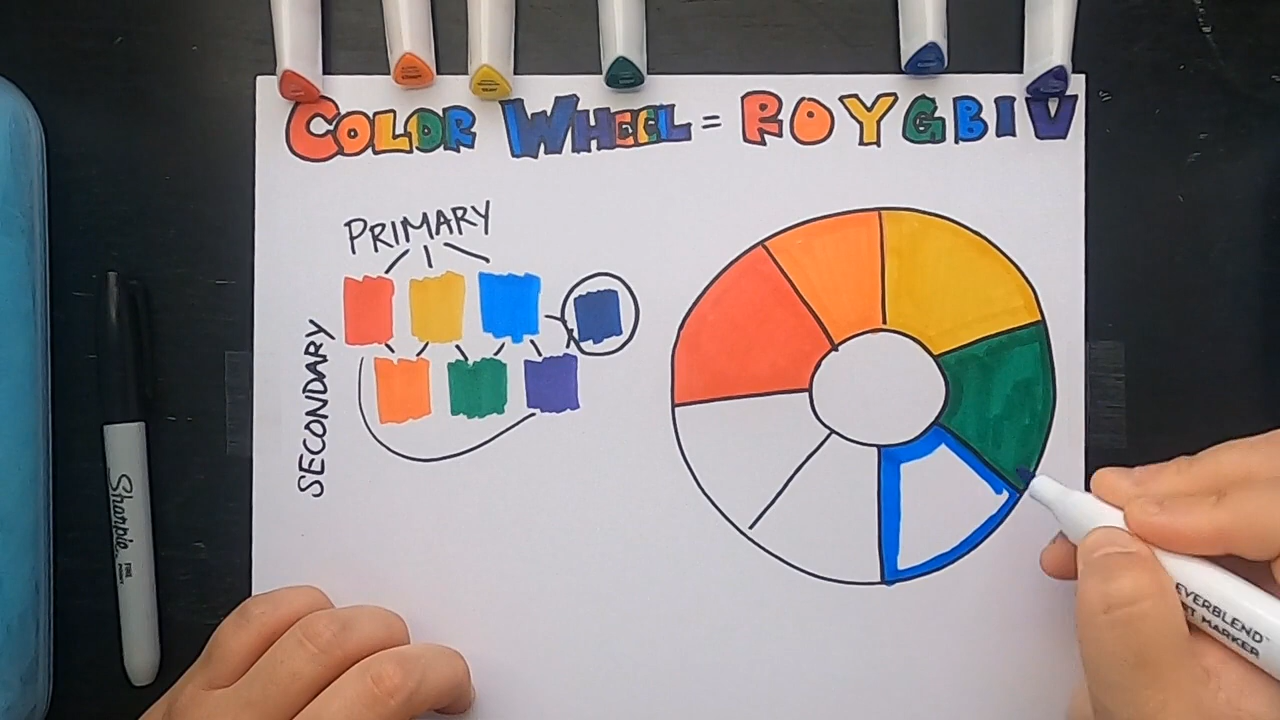 COLOR WHEEL = ROYGBIV
PRIMARY
SECONDARY
Sharpie
EVERBLEND
MARKER